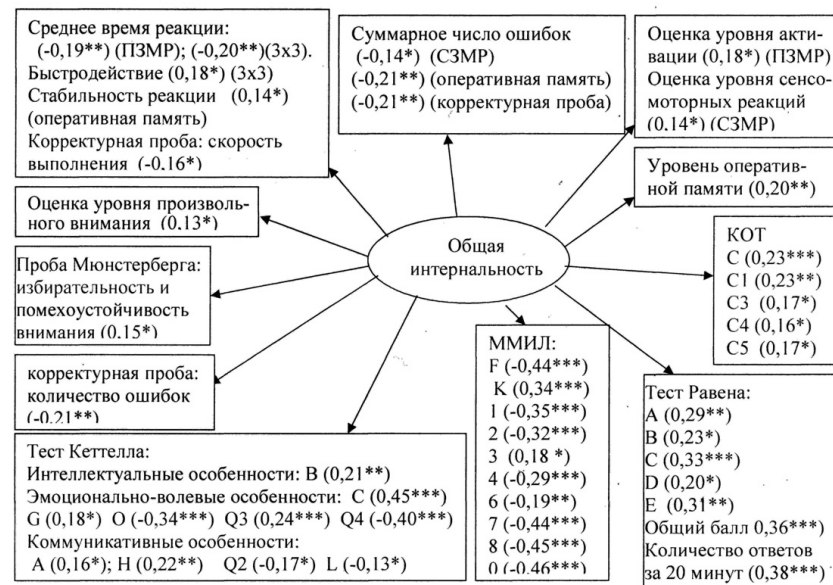 Среднее время реакции:
(-0,19**) (ПЗМР); (-0,20**)(3х3).
Быстродействие (0,18*) (3х3)
Стабильность реакции (0,14*)
(оперативная память)
Корректурная проба: скорость
выполнения (-0.16*)
Суммарное число ошибок
(-0,14*) (СЗМР)
(-0,21**) (оперативная память)
(-0,21**) (корректурная проба)
Оценка уровня акти-
вации (0,18*) (ПЗМР)
Оценка уровня сенсо-
моторных реакций
(0.14*) (СЗМР)
Уровень оператив-
ной памяти (0,20**)
Оценка уровня произволь-
ного внимания (0.13*)
Общая
интернальность
КОТ
С (0,23***)
С1 (0,23**)
С3 (0,17*)
С4 (0,16*)
С5 (0,17*)
Проба Мюнстерберга:
избирательность и
помехоустойчивость
внимания (0.15*)
корректурная проба:
количество ошибок
(-0.21**)
ММИЛ:
F (-0,44***)
K (0,34***)
1 (-0,35***)
2 (-0,32***)
3 (0,18 *)
4 (-0,29***)
6 (-0,19**)
7 (-0,44***)
8 (-0,45***)
0 (-0.46***)
Тест Равена:
А (0,29**)
В (0,23*)
С (0,33***)
D (0,20*)
Е (0,31**)
Общий балл 0,36***)
Количество ответов
за 20 минут (0,38***)
Тест Кеттелла:
Интеллектуальные особенности: В (0,21**)
Эмоционально-волевые особенности: С (0,45***)
G (0,18*) O (-0,34***) Q3 (0,24***) Q4 (-0,40***)
Коммуникативные особенности:
А (0,16*); Н (0,22**) Q2 (-0,17*) L (-0,13*)